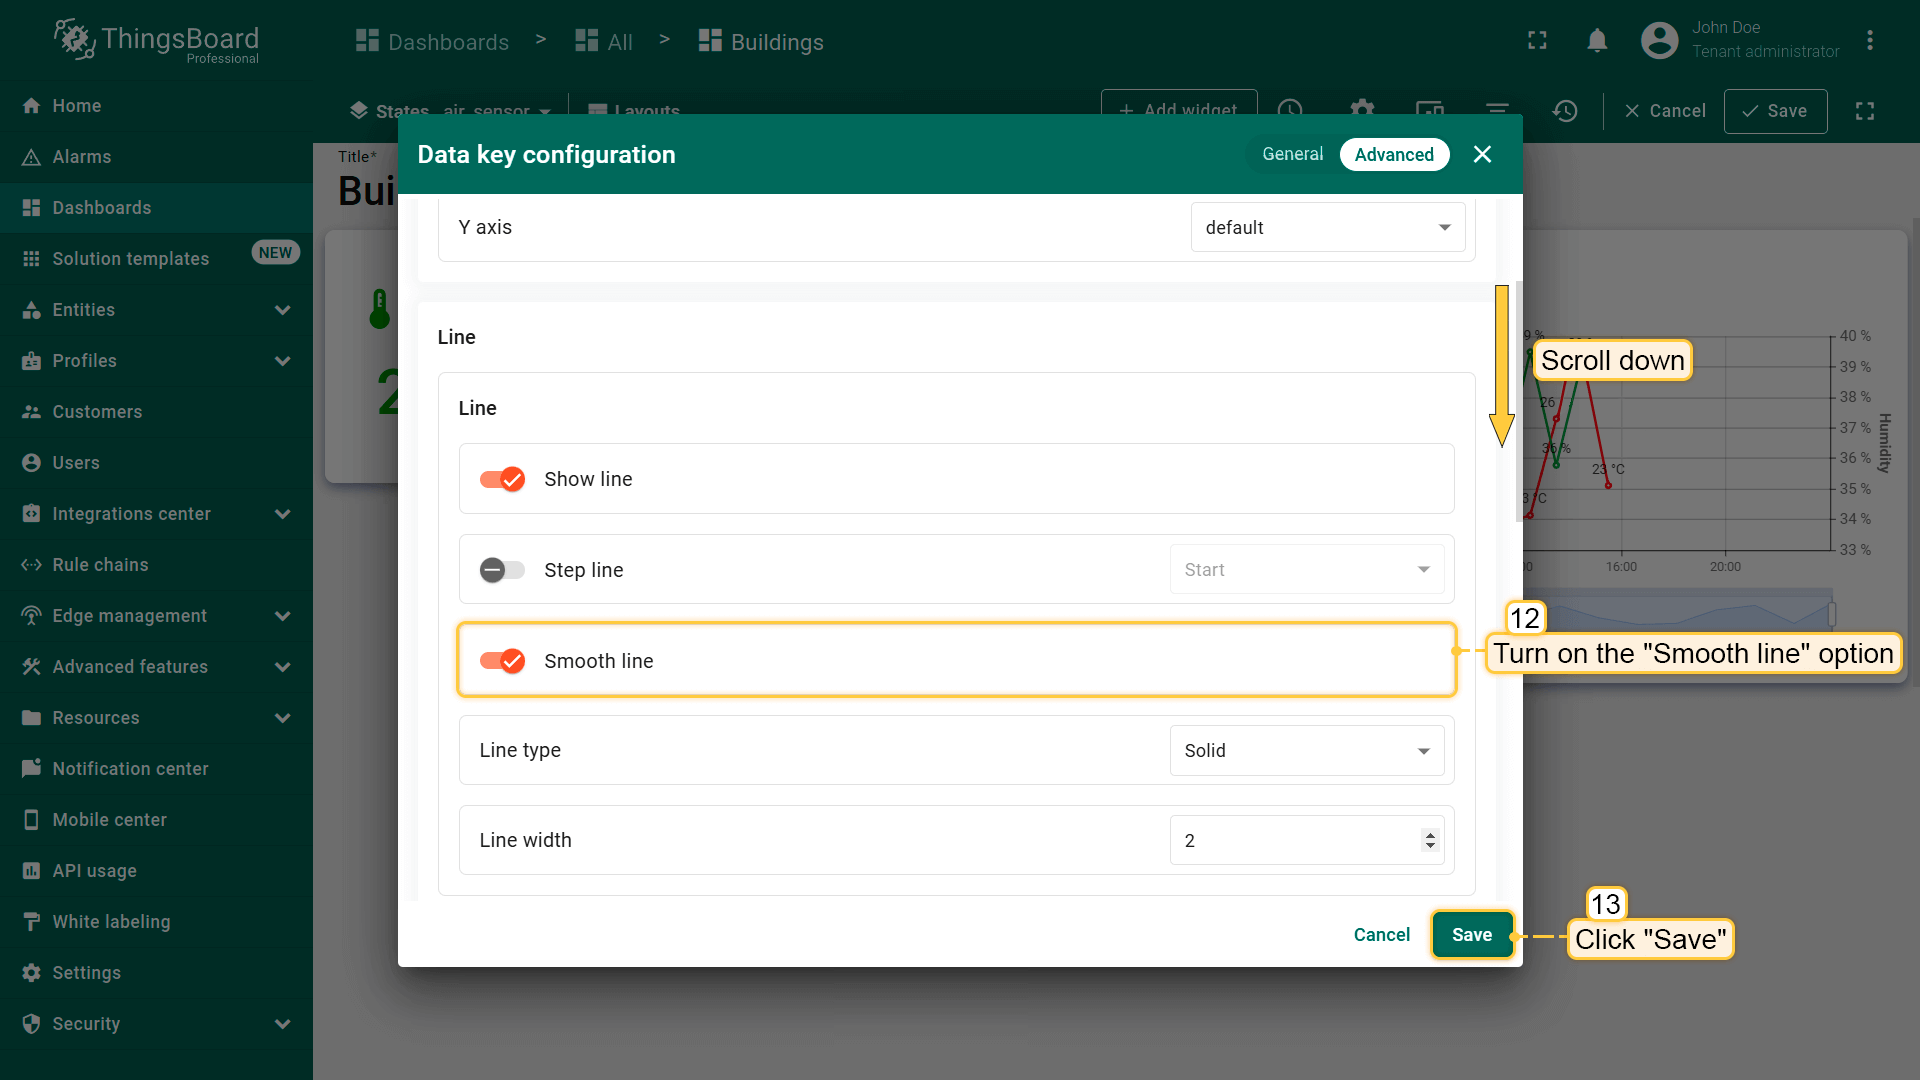 ThingsBoard
Professional
Dashboards > All > Buildings
John Doe
Tenant administrator
Home
Alarms
Dashboards
Solution templates NEW
Entities
Profiles
Customers
Users
Integrations center
Rule chains
Edge management
Advanced features
Resources
Notification center
Mobile center
API usage
White labeling
Settings
Security
States air_sensor Layouts + Add widget Cancel Save
Title*
Bui
Data key configuration General Advanced
Y axis default
Line
Line
Show line
Step line Start
Smooth line
Line type Solid
Line width 2
Cancel Save
Scroll down
12
Turn on the "Smooth line" option
13
Click "Save"
9 %
26
36 %
23 °C
3 °C
40 %
39 %
38 %
37 %
36 %
35 %
34 %
33 %
Humidity
00 16:00 20:00